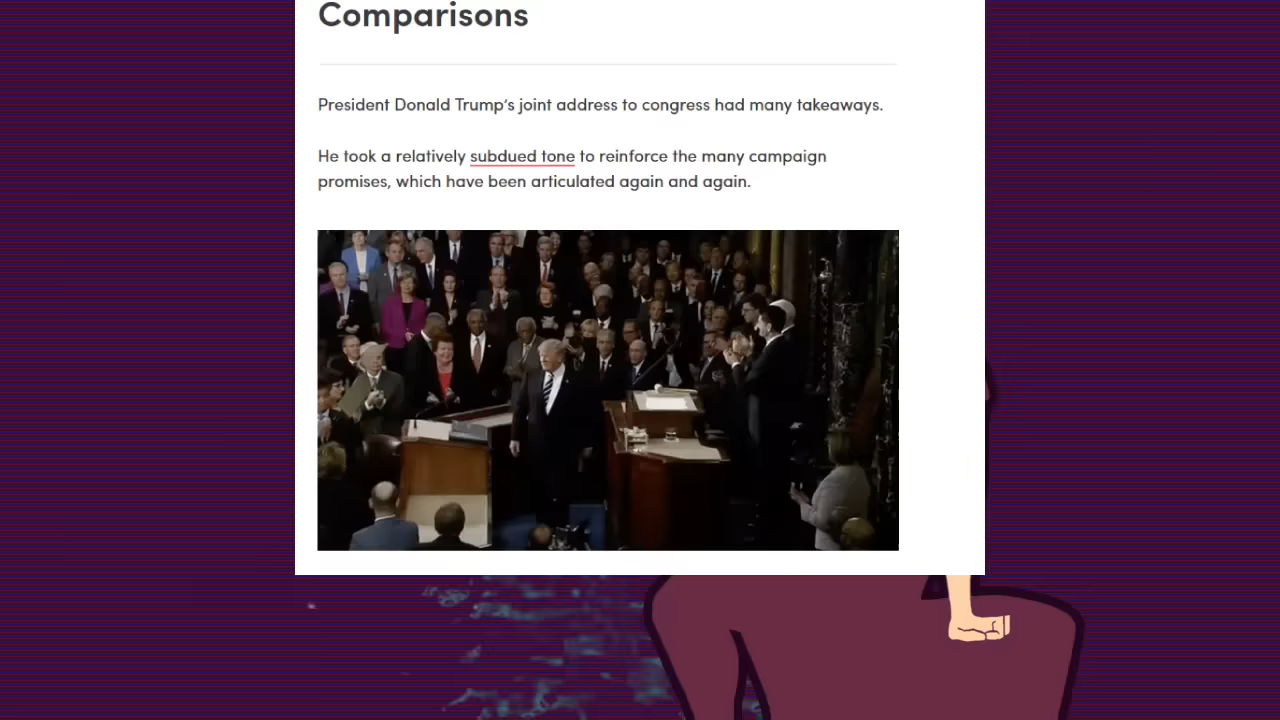 Comparisons
President Donald Trump's joint address to congress had many takeaways.
He took a relatively subdued tone to reinforce the many campaign
promises, which have been articulated again and again.